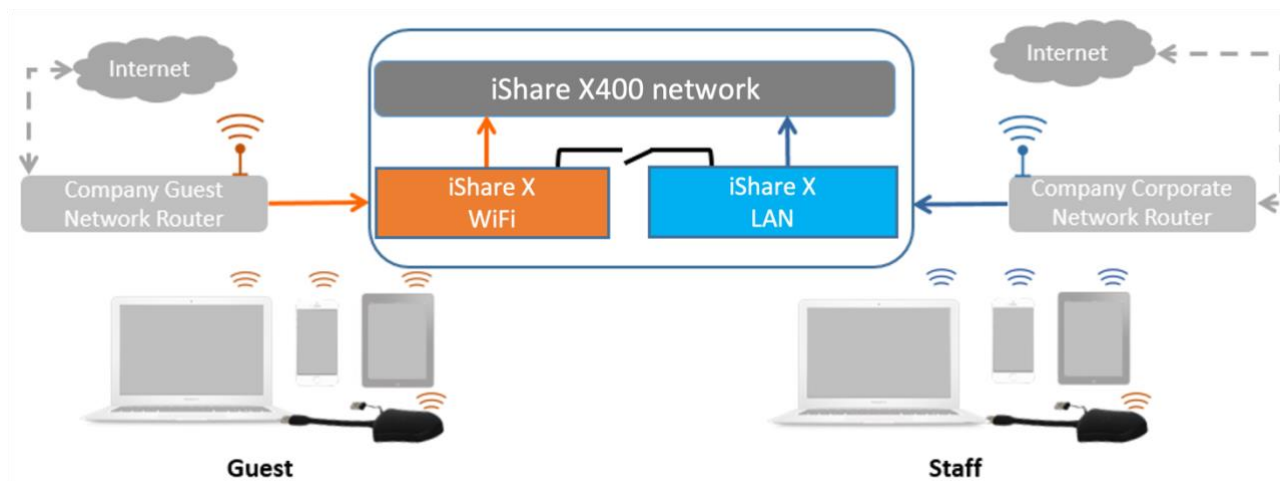 Internet
Internet
iShare X400 network
Company Guest
Network Router
iShare X
WiFi
iShare X
LAN
Company Corporate
Network Router
Guest
Staff